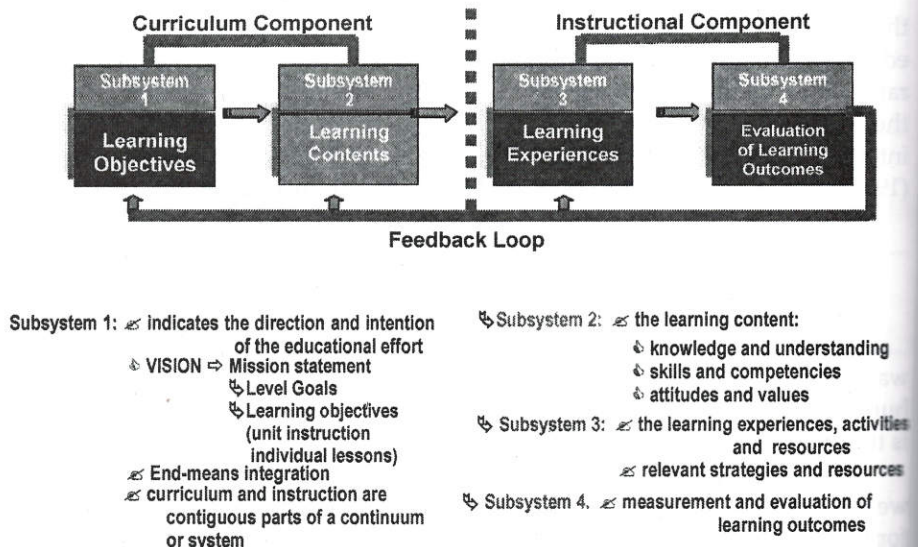 Curriculum Component
Instructional Component
Subsystem
1
Learning
Objectives
Subsystem
2
Learning
Contents
Subsystem
3
Learning
Experiences
Subsystem
4
Evaluation
of Learning
Outcomes
Feedback Loop
Subsystem 1: indicates the direction and intention
of the educational effort
VISION ⇨ Mission statement
Level Goals
Learning objectives
(unit instruction
individual lessons)
End-means integration
curriculum and instruction are
contiguous parts of a continuum
or system
Subsystem 2: the learning content:
knowledge and understanding
skills and competencies
attitudes and values
Subsystem 3: the learning experiences, activities
and resources
relevant strategies and resources
Subsystem 4. measurement and evaluation of
learning outcomes